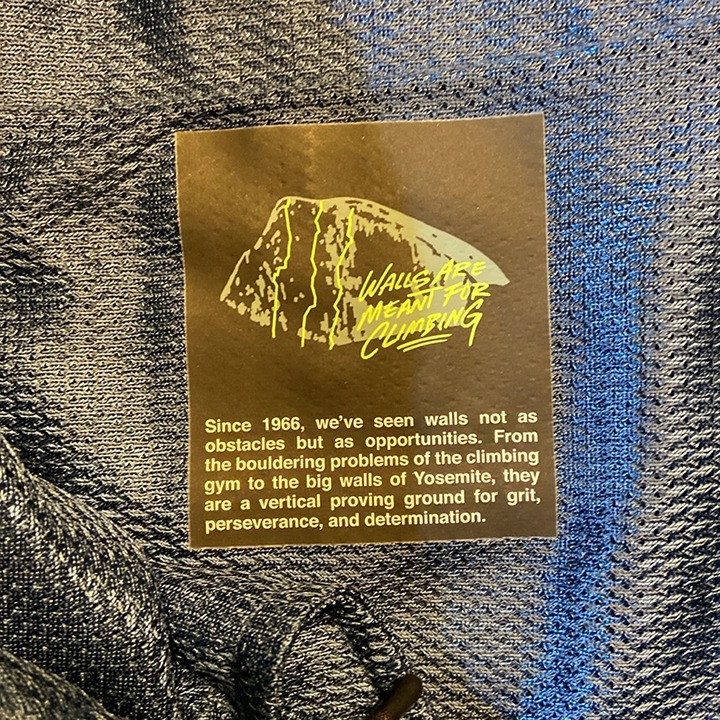 WALLS ARE
MEANT FOR
CLIMBING
Since 1966, we've seen walls not as
obstacles but as opportunities. From
the bouldering problems of the climbing
gym to the big walls of Yosemite, they
are a vertical proving ground for grit,
perseverance, and determination.